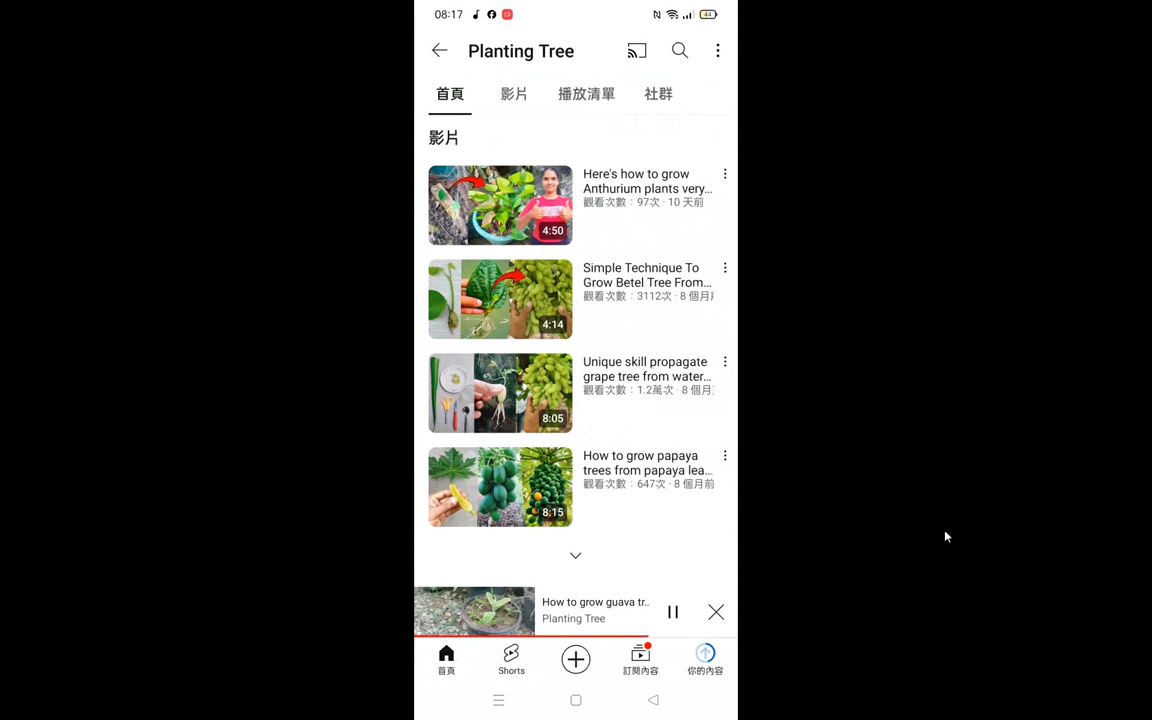 08:17
44
Planting Tree
首頁 影片 播放清單 社群
影片
Here's how to grow
Anthurium plants very...
觀看次數：97次 · 10 天前
4:50
Simple Technique To
Grow Betel Tree From...
觀看次數：3112次 · 8 個月
4:14
Unique skill propagate
grape tree from water...
觀看次數：1.2萬次 · 8 個月
8:05
How to grow papaya
trees from papaya lea...
觀看次數：647次 · 8 個月前
8:15
How to grow guava tr..
Planting Tree
首頁 Shorts 訂閱內容 你的內容